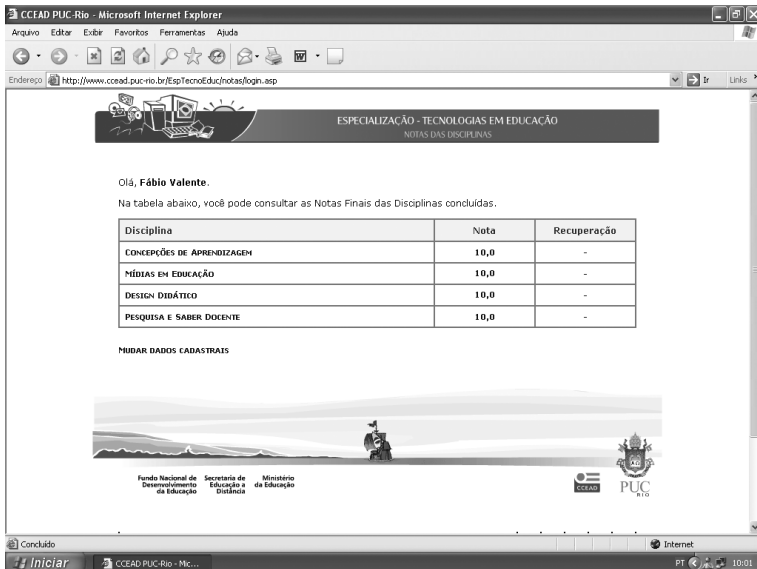 CCEAD PUC-Rio - Microsoft Internet Explorer
Arquivo Editar Exibir Favoritos Ferramentas Ajuda
Endereço http://www.ccead.puc-rio.br/EspTecnoEduc/notas/login.asp Ir Links
ESPECIALIZAÇÃO - TECNOLOGIAS EM EDUCAÇÃO
NOTAS DAS DISCIPLINAS
Olá, Fábio Valente.
Na tabela abaixo, você pode consultar as Notas Finais das Disciplinas concluídas.
Disciplina Nota Recuperação
CONCEPÇÕES DE APRENDIZAGEM 10,0 -
MÍDIAS EM EDUCAÇÃO 10,0 -
DESIGN DIDÁTICO 10,0 -
PESQUISA E SABER DOCENTE 10,0 -
MUDAR DADOS CADASTRAIS
Fundo Nacional de Secretaria de Ministério
Desenvolvimento Educação a da Educação
da Educação Distância
CCEAD PUC
RIO
Concluído Internet
Iniciar CCEAD PUC-Rio - Mic... PT 10:01